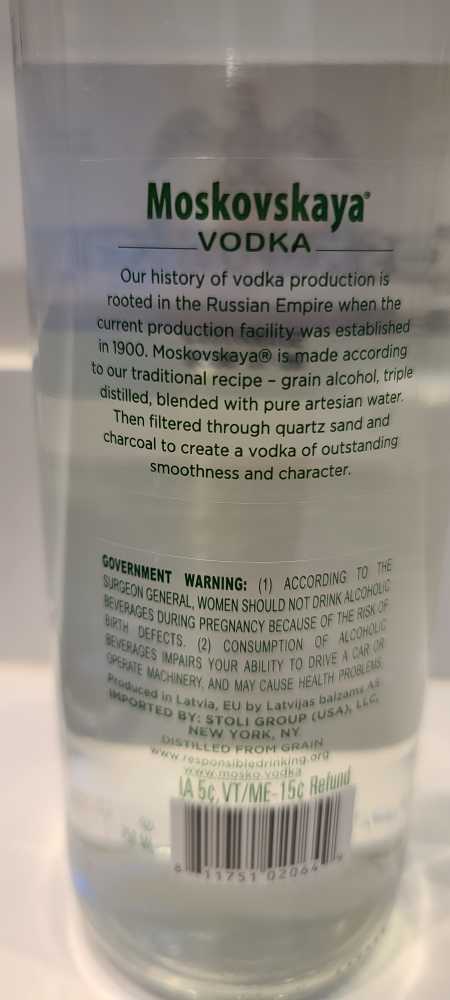 Moskovskaya®
VODKA
Our history of vodka production is
rooted in the Russian Empire when the
current production facility was established
in 1900. Moskovskaya® is made according
to our traditional recipe – grain alcohol, triple
distilled, blended with pure artesian water.
Then filtered through quartz sand and
charcoal to create a vodka of outstanding
smoothness and character.
GOVERNMENT WARNING: (1) ACCORDING TO THE
SURGEON GENERAL, WOMEN SHOULD NOT DRINK ALCOHOLIC
BEVERAGES DURING PREGNANCY BECAUSE OF THE RISK OF
BIRTH DEFECTS. (2) CONSUMPTION OF ALCOHOLIC
BEVERAGES IMPAIRS YOUR ABILITY TO DRIVE A CAR OR
OPERATE MACHINERY, AND MAY CAUSE HEALTH PROBLEMS.
Produced in Latvia, EU by Latvijas balzams AS
IMPORTED BY: STOLI GROUP (USA), LLC,
NEW YORK, NY
DISTILLED FROM GRAIN
www.responsibledrinking.org
www.mosko.vodka
IA 5¢, VT/ME-15¢ Refund
750 ML
8 11751 02064 9